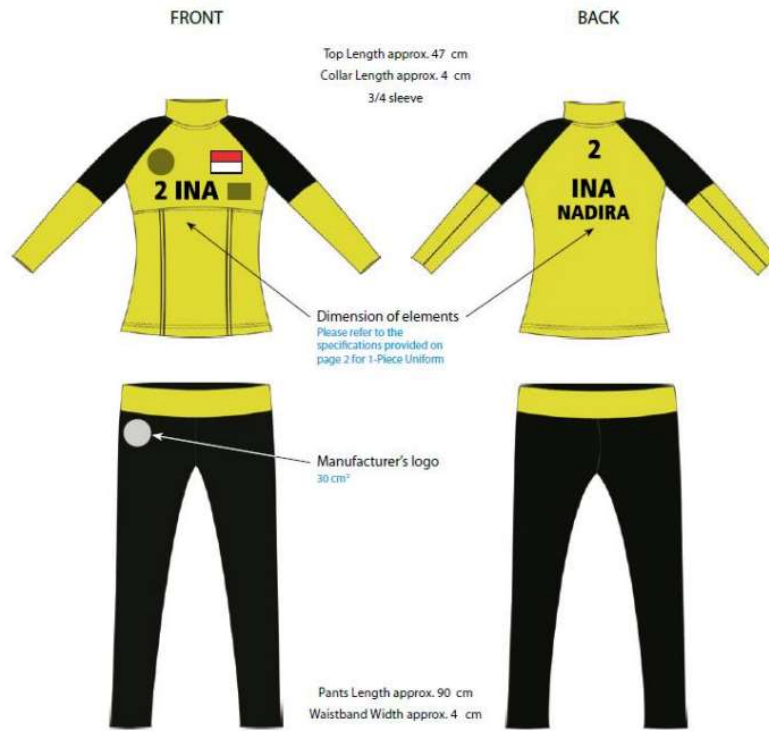 FRONT
BACK
Top Length approx. 47 cm
Collar Length approx. 4 cm
3/4 sleeve
2 INA
2
INA
NADIRA
Dimension of elements
Please refer to the
specifications provided on
page 2 for 1-Piece Uniform
Manufacturer's logo
30 cm²
Pants Length approx. 90 cm
Waistband Width approx. 4 cm